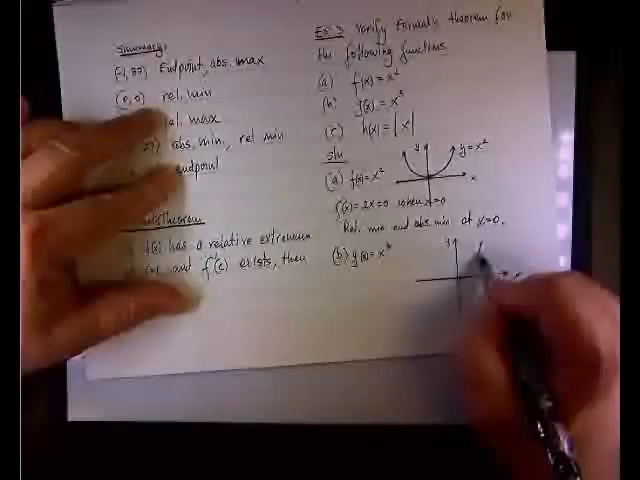 Summary:
(-1, 37) Endpoint, abs. max
(0,0) rel. min
rel. max
27) abs. min, rel min
endpoint
Theorem
f(x) has a relative extremum
and f'(c) exists, then
Ex 3 Verify Fermat's theorem for
the following functions
(a) f(x) = x²
(b) g(x) = x³
(c) h(x) = |x|
Sln
(a) f(x) = x²
y
y = x²
x
f'(x) = 2x = 0 when x = 0
Rel. min and abs. min at x = 0.
(b) g(x) = x³
y
x